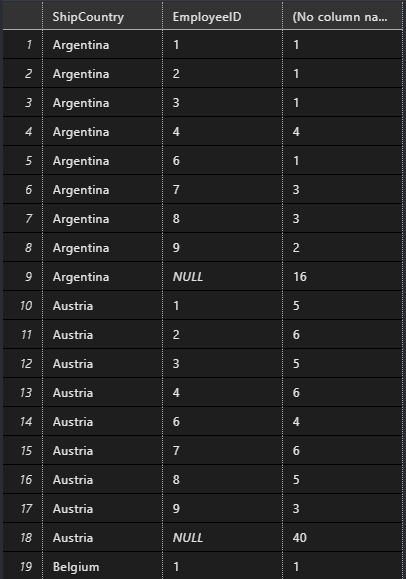 ShipCountry EmployeeID (No column na...
1 Argentina 1 1
2 Argentina 2 1
3 Argentina 3 1
4 Argentina 4 4
5 Argentina 6 1
6 Argentina 7 3
7 Argentina 8 3
8 Argentina 9 2
9 Argentina NULL 16
10 Austria 1 5
11 Austria 2 6
12 Austria 3 5
13 Austria 4 6
14 Austria 6 4
15 Austria 7 6
16 Austria 8 5
17 Austria 9 3
18 Austria NULL 40
19 Belgium 1 1